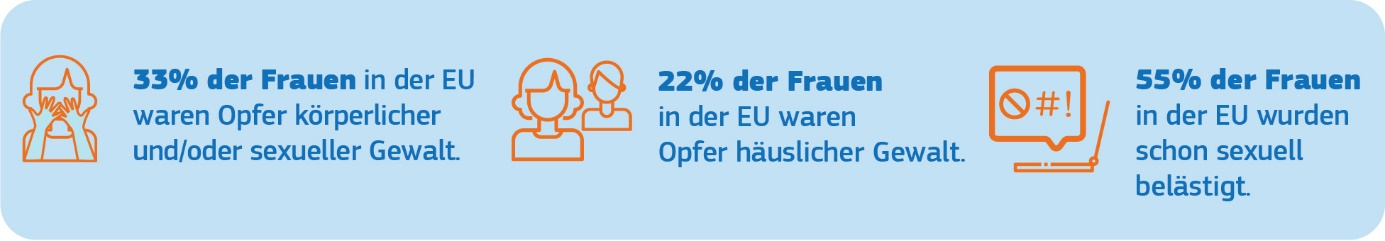 33% der Frauen in der EU
waren Opfer körperlicher
und/oder sexueller Gewalt.
22% der Frauen
in der EU waren
Opfer häuslicher Gewalt.
#!
55% der Frauen
in der EU wurden
schon sexuell
belästigt.